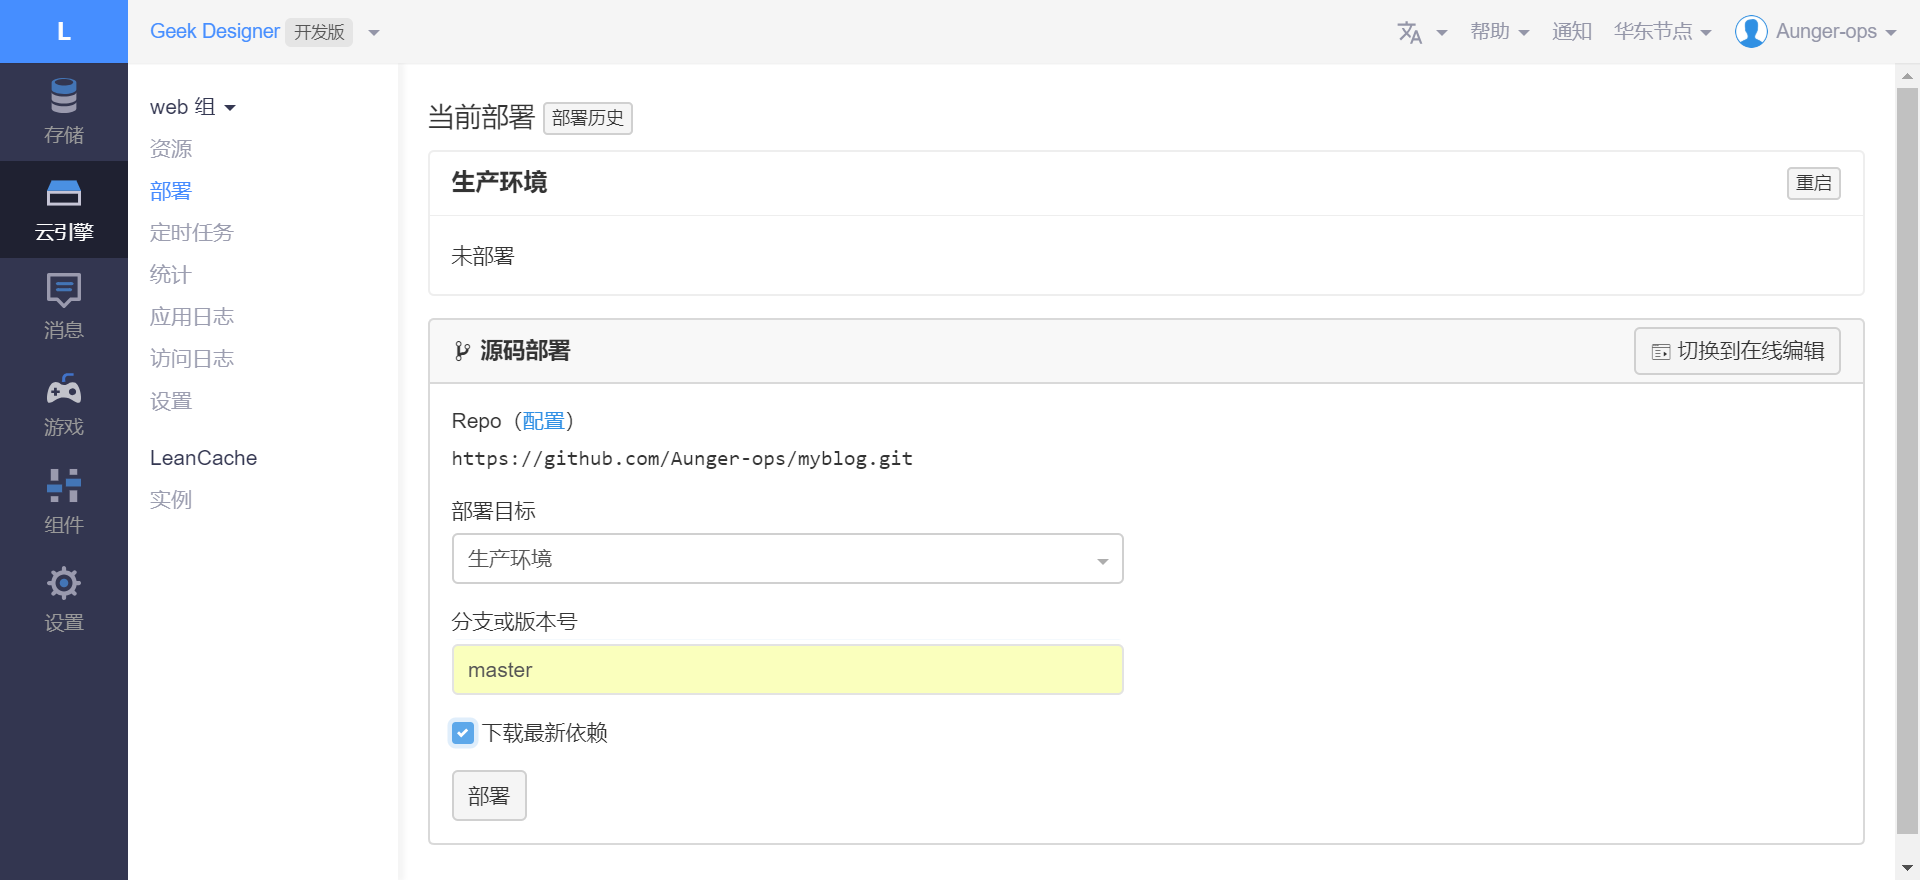 L
Geek Designer 开发版
帮助
通知
华东节点
Aunger-ops
存储
云引擎
消息
游戏
组件
设置
web 组
资源
部署
定时任务
统计
应用日志
访问日志
设置
LeanCache
实例
当前部署 部署历史
生产环境
重启
未部署
源码部署
切换到在线编辑
Repo（配置）
https://github.com/Aunger-ops/myblog.git
部署目标
生产环境
分支或版本号
master
下载最新依赖
部署